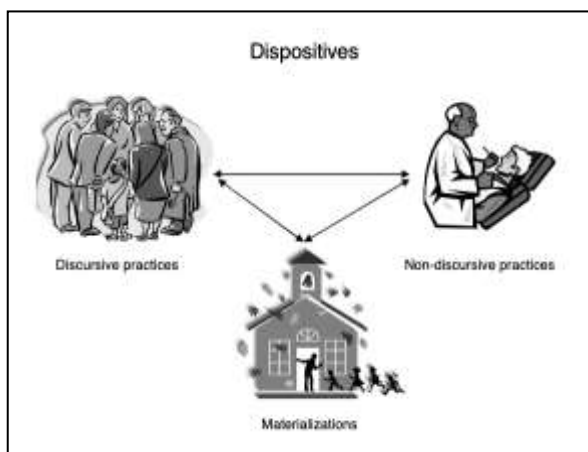 Dispositives
Discursive practices
Non-discursive practices
Materializations